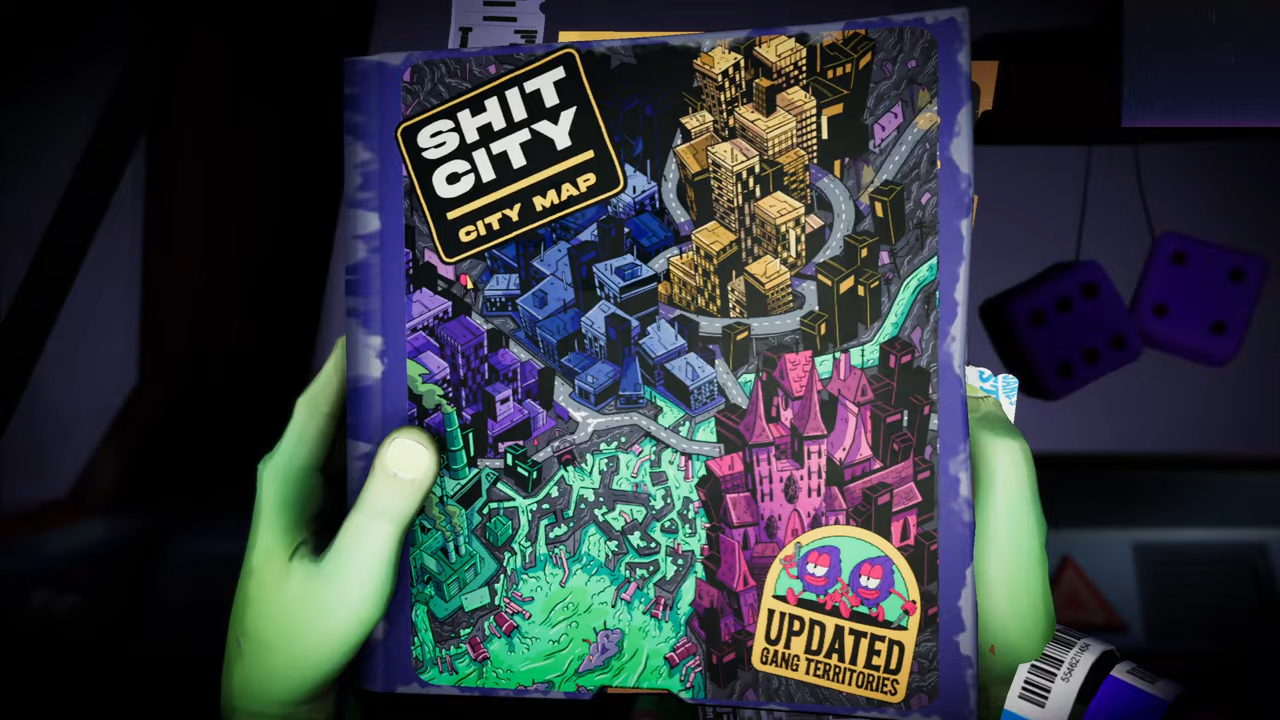 SHIT
CITY
CITY MAP
UPDATED
GANG TERRITORIES